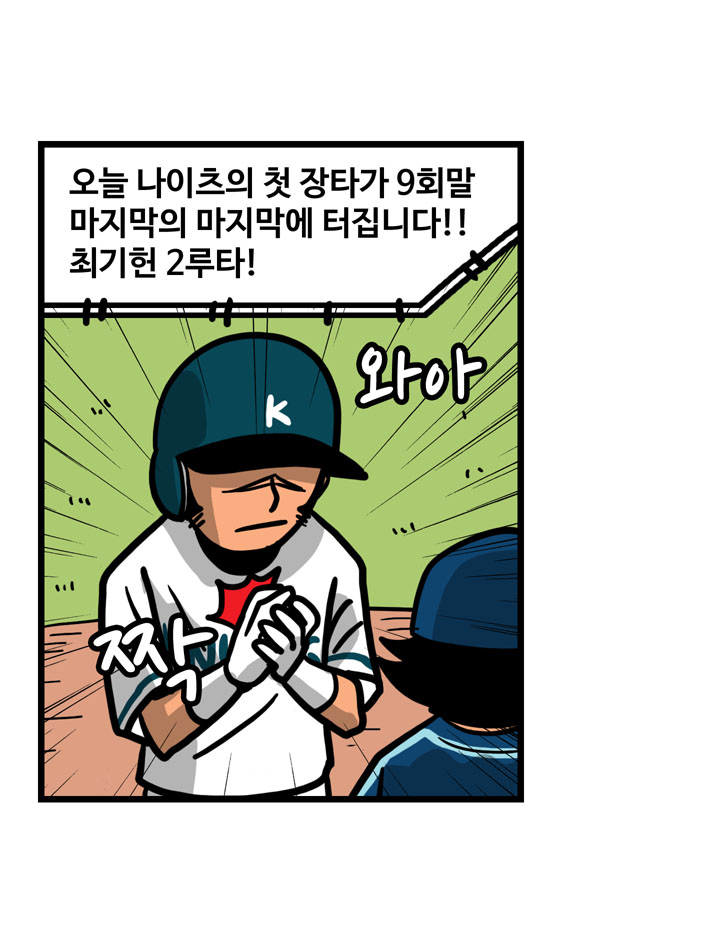 오늘 나이츠의 첫 장타가 9회말
마지막의 마지막에 터집니다!!
최기헌 2루타!
와아
K
짝